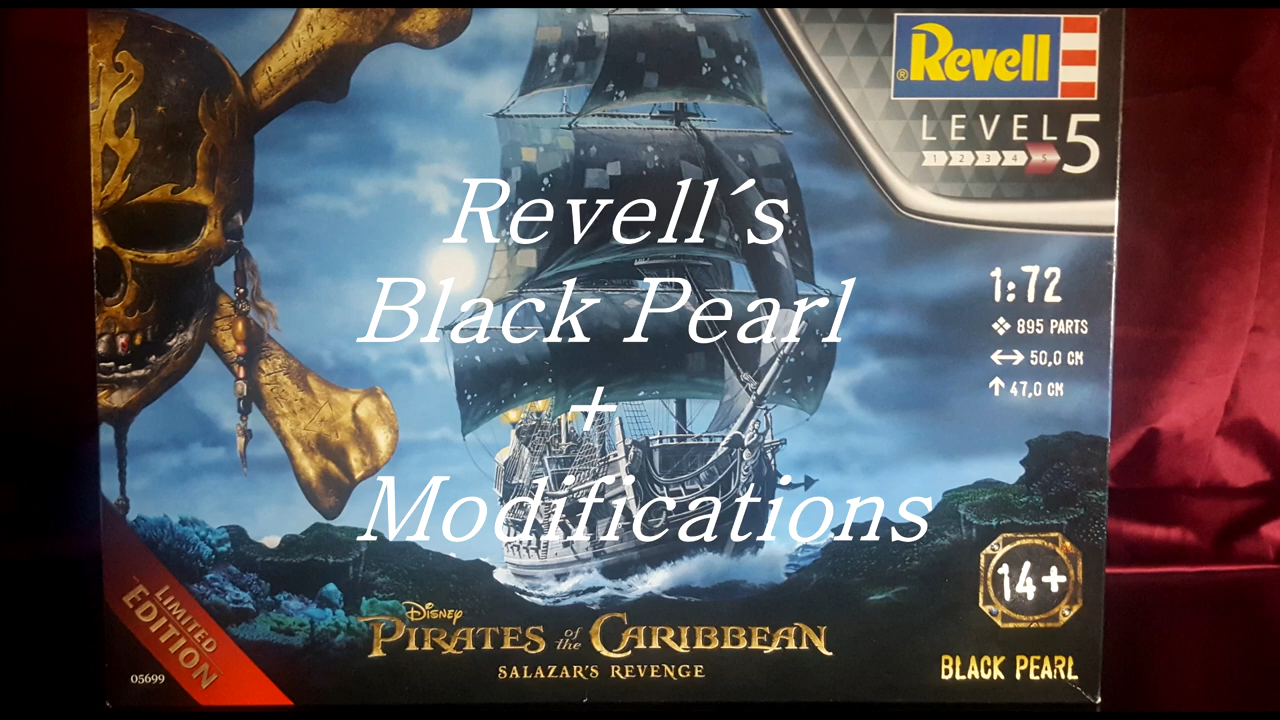 Revell
®
LEVEL 5
1 2 3 4 5
Revell´s
Black Pearl
+
Modifications
1:72
895 PARTS
50,0 CM
47,0 CM
14+
LIMITED
EDITION
DISNEY
PIRATES of the CARIBBEAN
SALAZAR'S REVENGE
BLACK PEARL
05699